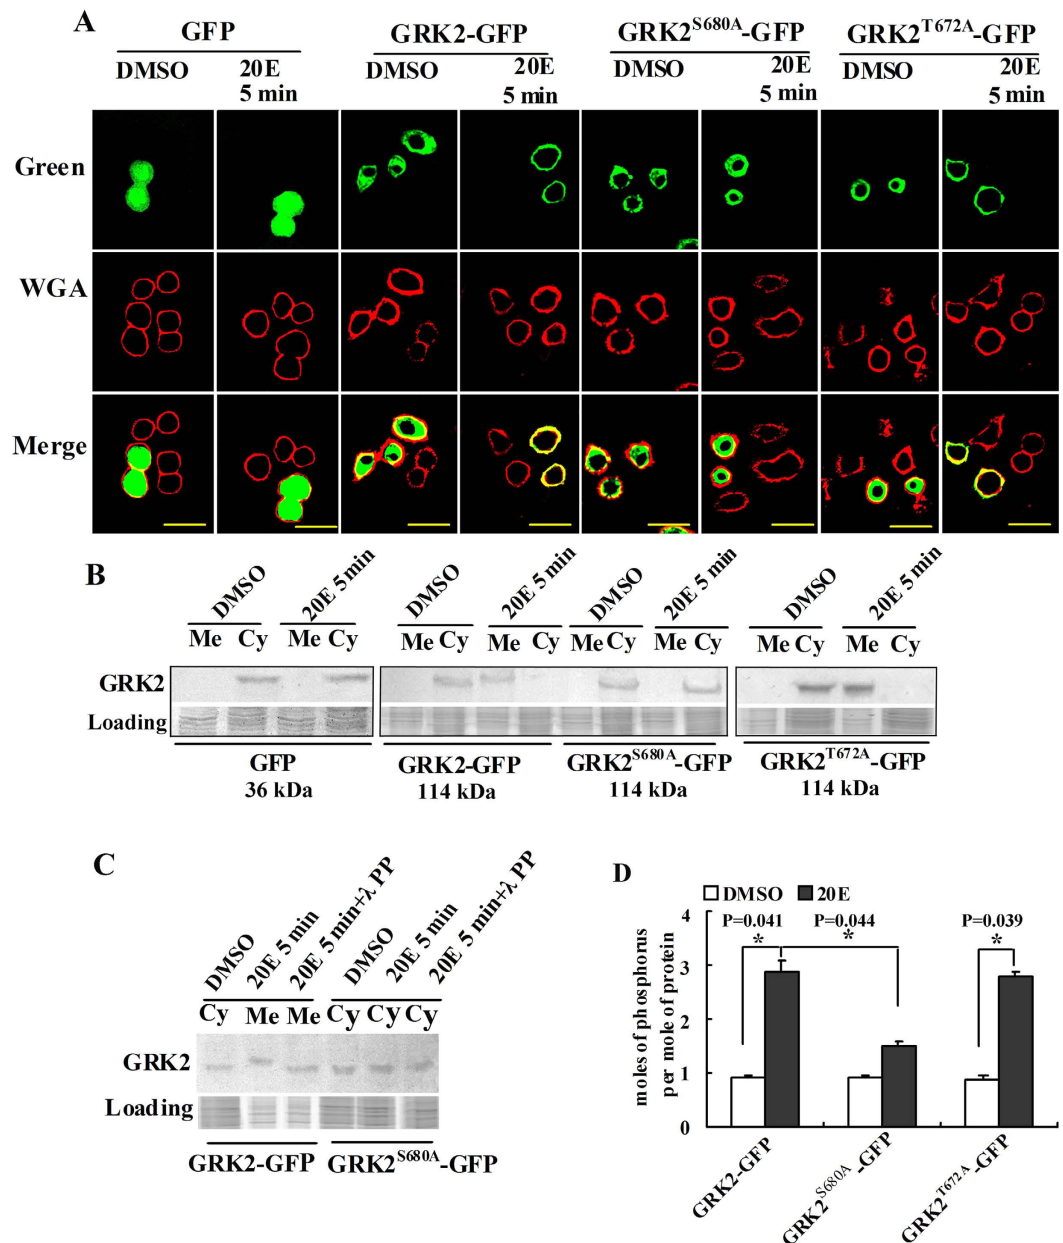 A
GFP GRK2-GFP GRK2S680A-GFP GRK2T672A-GFP
DMSO 20E 5 min DMSO 20E 5 min DMSO 20E 5 min DMSO 20E 5 min
Green
WGA
Merge
B
DMSO 20E 5 min DMSO 20E 5 min DMSO 20E 5 min DMSO 20E 5 min
Me Cy Me Cy Me Cy Me Cy Me Cy Me Cy Me Cy Me Cy
GRK2
Loading
GFP GRK2-GFP GRK2S680A-GFP GRK2T672A-GFP
36 kDa 114 kDa 114 kDa 114 kDa
C
DMSO 20E 5 min 20E 5 min+λ PP DMSO 20E 5 min 20E 5 min+λ PP
Cy Me Me Cy Cy Cy
GRK2
Loading
GRK2-GFP GRK2S680A-GFP
D
DMSO 20E
P=0.041 P=0.044 P=0.039
* * *
moles of phosphorus
per mole of protein
4
3
2
1
0
GRK2-GFP GRK2S680A-GFP GRK2T672A-GFP